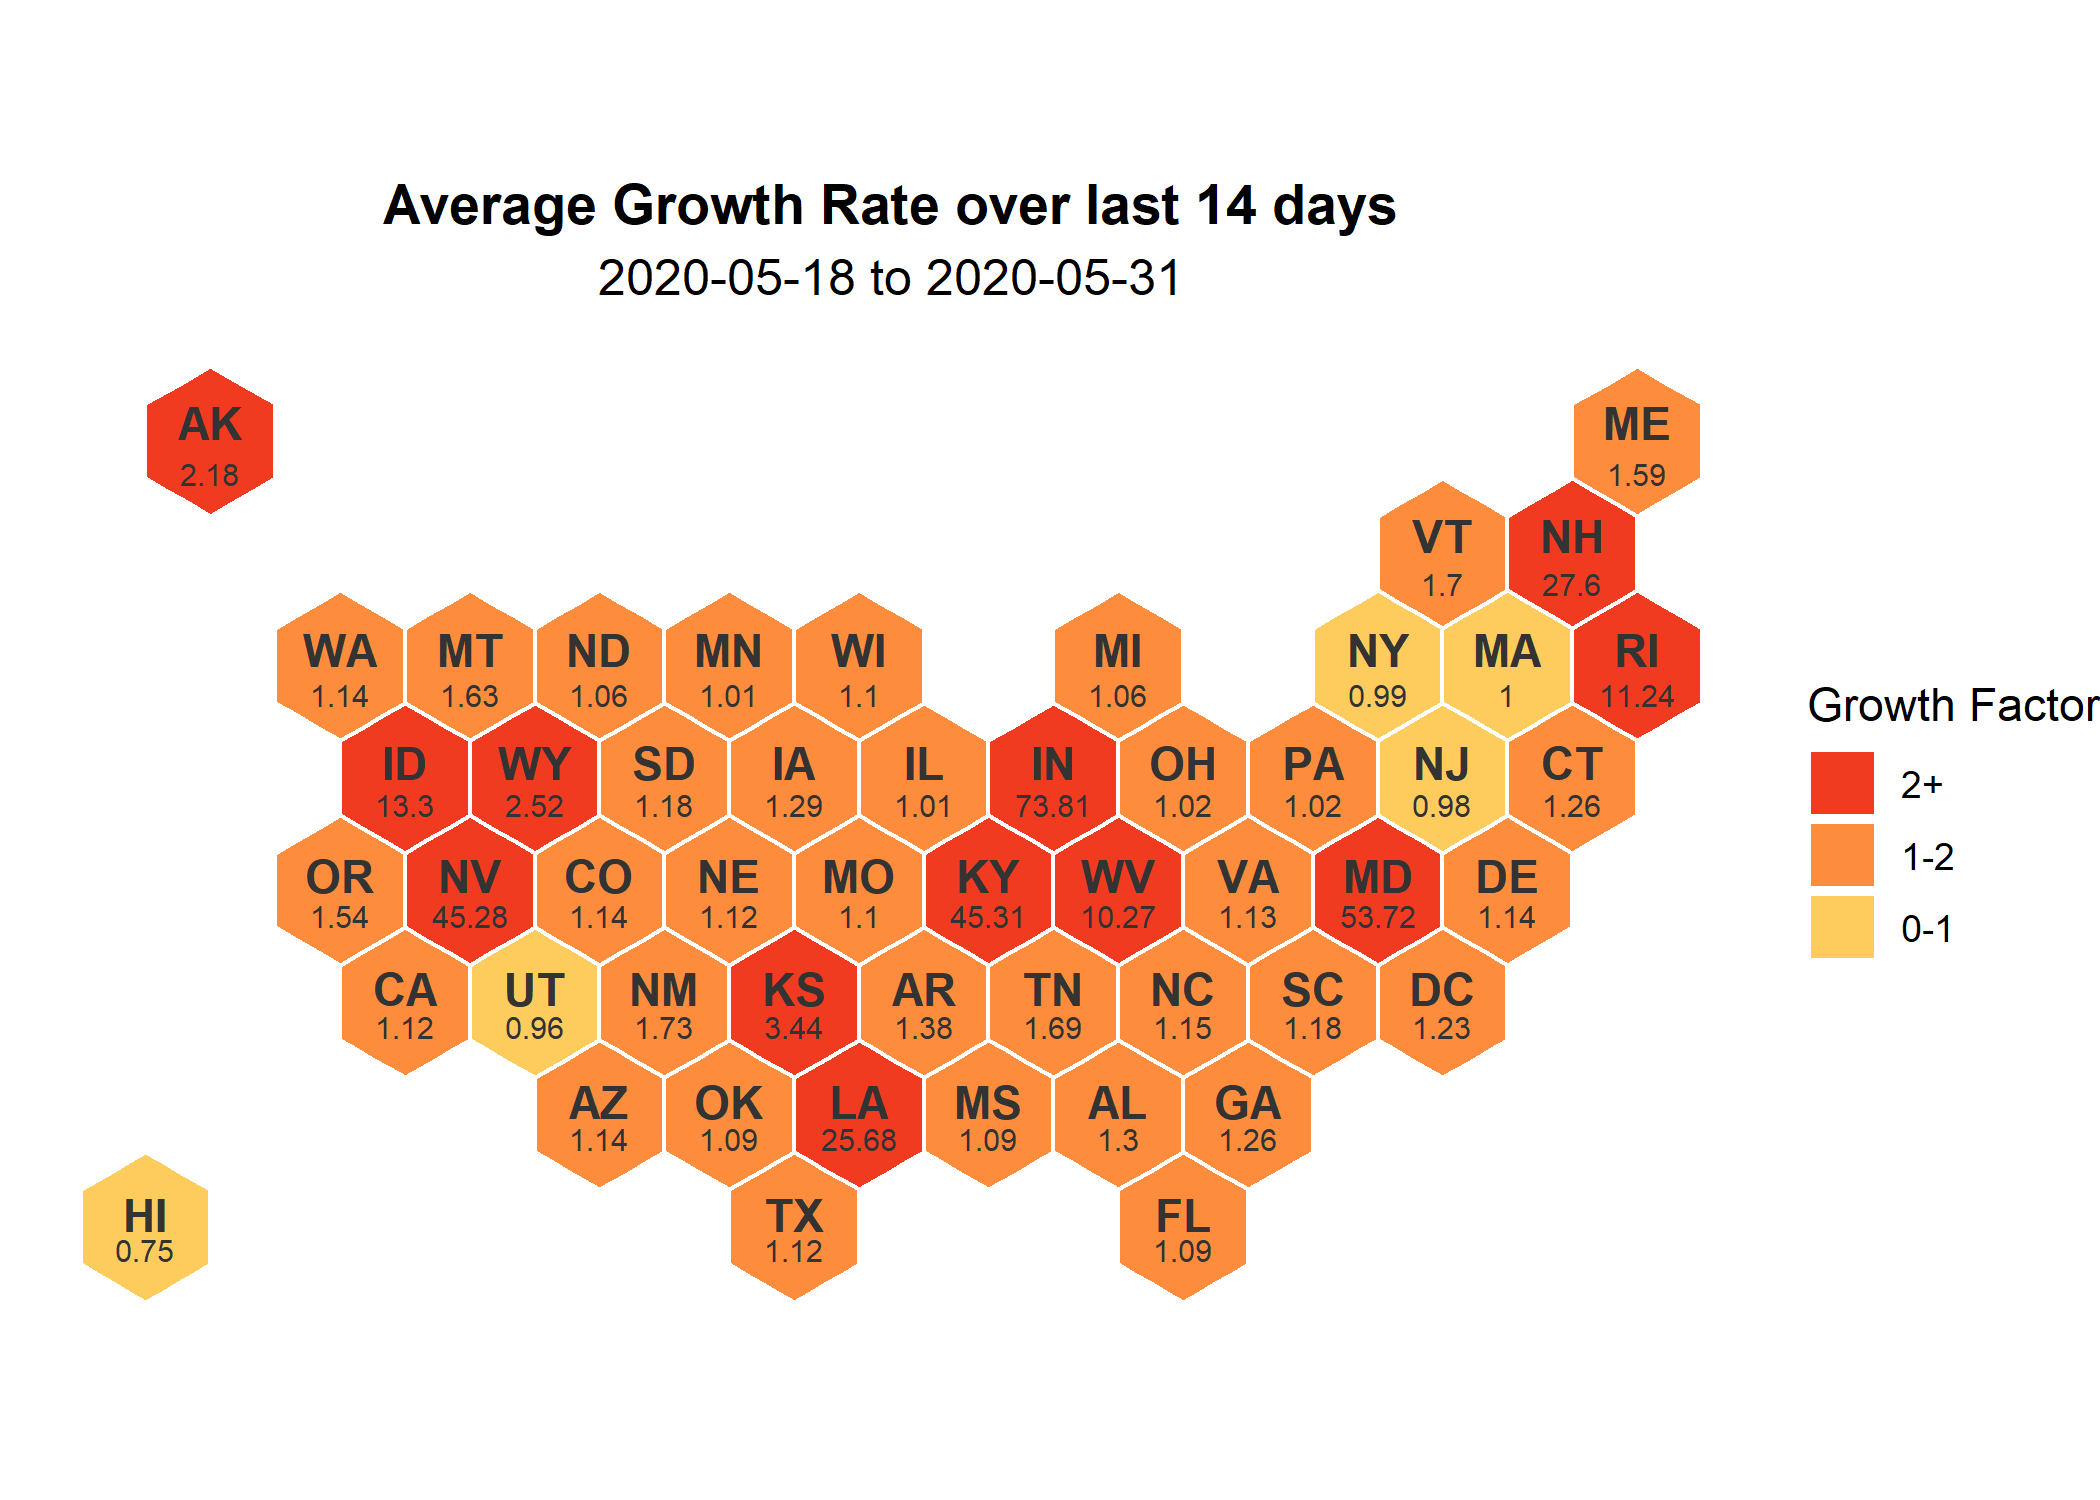 Average Growth Rate over last 14 days
2020-05-18 to 2020-05-31
AK
2.18
ME
1.59
VT
1.7
NH
27.6
WA
1.14
MT
1.63
ND
1.06
MN
1.01
WI
1.1
MI
1.06
NY
0.99
MA
1
RI
11.24
ID
13.3
WY
2.52
SD
1.18
IA
1.29
IL
1.01
IN
73.81
OH
1.02
PA
1.02
NJ
0.98
CT
1.26
OR
1.54
NV
45.28
CO
1.14
NE
1.12
MO
1.1
KY
45.31
WV
10.27
VA
1.13
MD
53.72
DE
1.14
CA
1.12
UT
0.96
NM
1.73
KS
3.44
AR
1.38
TN
1.69
NC
1.15
SC
1.18
DC
1.23
AZ
1.14
OK
1.09
LA
25.68
MS
1.09
AL
1.3
GA
1.26
HI
0.75
TX
1.12
FL
1.09
Growth Factor
2+
1-2
0-1